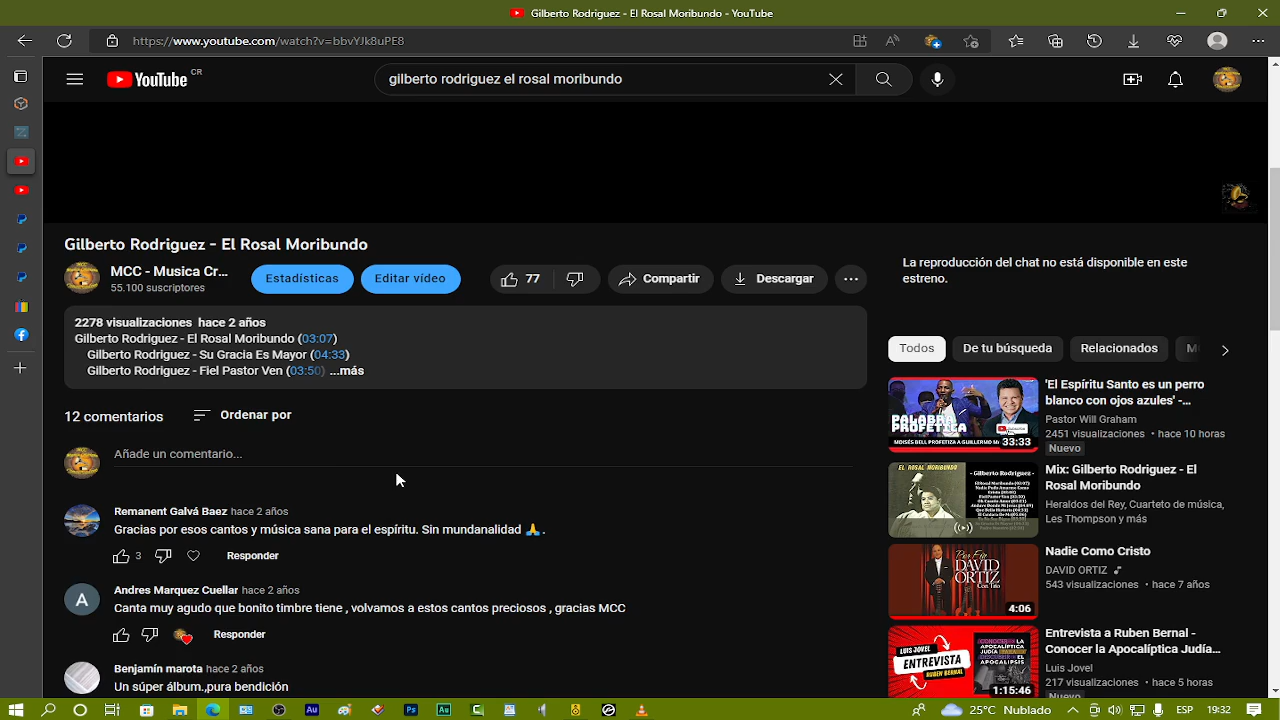 Gilberto Rodriguez - El Rosal Moribundo - YouTube
https://www.youtube.com/watch?v=bbvYJk8uPE8
YouTube CR
gilberto rodriguez el rosal moribundo
Gilberto Rodriguez - El Rosal Moribundo
MCC - Musica Cr...
55.100 suscriptores
Estadísticas
Editar vídeo
77
Compartir
Descargar
2278 visualizaciones hace 2 años
Gilberto Rodriguez - El Rosal Moribundo (03:07)
Gilberto Rodriguez - Su Gracia Es Mayor (04:33)
Gilberto Rodriguez - Fiel Pastor Ven (03:50) ...más
12 comentarios
Ordenar por
Añade un comentario...
Remanent Galvá Baez hace 2 años
Gracias por esos cantos y música sana para el espíritu. Sin mundanalidad 🙏.
3
Responder
A
Andres Marquez Cuellar hace 2 años
Canta muy agudo que bonito timbre tiene , volvamos a estos cantos preciosos , gracias MCC
Responder
Benjamín marota hace 2 años
Un súper álbum,,pura bendición
La reproducción del chat no está disponible en este
estreno.
Todos
De tu búsqueda
Relacionados
PALABRA
PROFETICA
33:33
'El Espíritu Santo es un perro
blanco con ojos azules' -...
Pastor Will Graham
2451 visualizaciones • hace 10 horas
Nuevo
EL ROSAL MORIBUNDO
- Gilberto Rodriguez -
Mix: Gilberto Rodriguez - El
Rosal Moribundo
Heraldos del Rey, Cuarteto de música,
Les Thompson y más
DAVID
ORTIZ
4:06
Nadie Como Cristo
DAVID ORTIZ
543 visualizaciones • hace 7 años
LUIS JOVEL
ENTREVISTA
RUBEN BERNAL
1:15:46
Entrevista a Ruben Bernal -
Conocer la Apocalíptica Judía...
Luis Jovel
217 visualizaciones • hace 5 horas
Nuevo
Au
Ps
Au
25°C Nublado
ESP
19:32